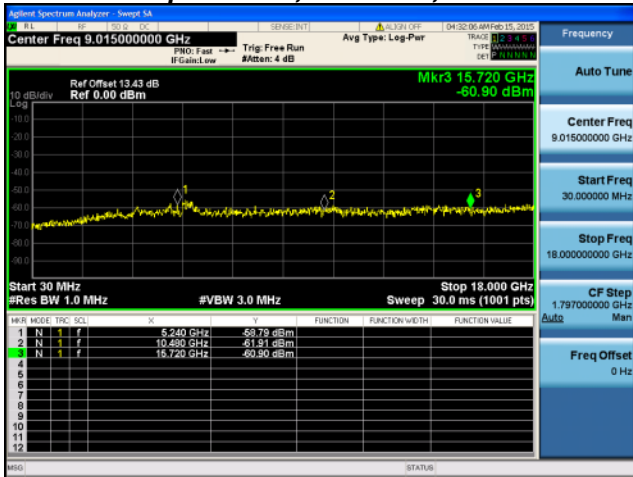 Agilent Spectrum Analyzer - Swept SA
RL RF 50 Ω DC SENSE:INT ALIGN OFF 04:32:06 AM Feb 15, 2015
Center Freq 9.015000000 GHz
PNO: Fast Trig: Free Run
IFGain:Low #Atten: 4 dB
Avg Type: Log-Pwr
TRACE 1 2 3 4 5 6
TYPE
DET P N N N N N
Frequency
Mkr3 15.720 GHz
-60.90 dBm
Ref Offset 13.43 dB
10 dB/div Ref 0.00 dBm
Log
-10.0
-20.0
-30.0
-40.0
-50.0
-60.0
-70.0
-80.0
-90.0
1
2
3
Start 30 MHz Stop 18.000 GHz
#Res BW 1.0 MHz #VBW 3.0 MHz Sweep 30.0 ms (1001 pts)
MKR MODE TRC SCL X Y FUNCTION FUNCTION WIDTH FUNCTION VALUE
1 N 1 f 5.240 GHz -58.79 dBm
2 N 1 f 10.480 GHz -61.91 dBm
3 N 1 f 15.720 GHz -60.90 dBm
4
5
6
7
8
9
10
11
12
MSG STATUS
Auto Tune
Center Freq
9.015000000 GHz
Start Freq
30.000000 MHz
Stop Freq
18.000000000 GHz
CF Step
1.797000000 GHz
Auto Man
Freq Offset
0 Hz